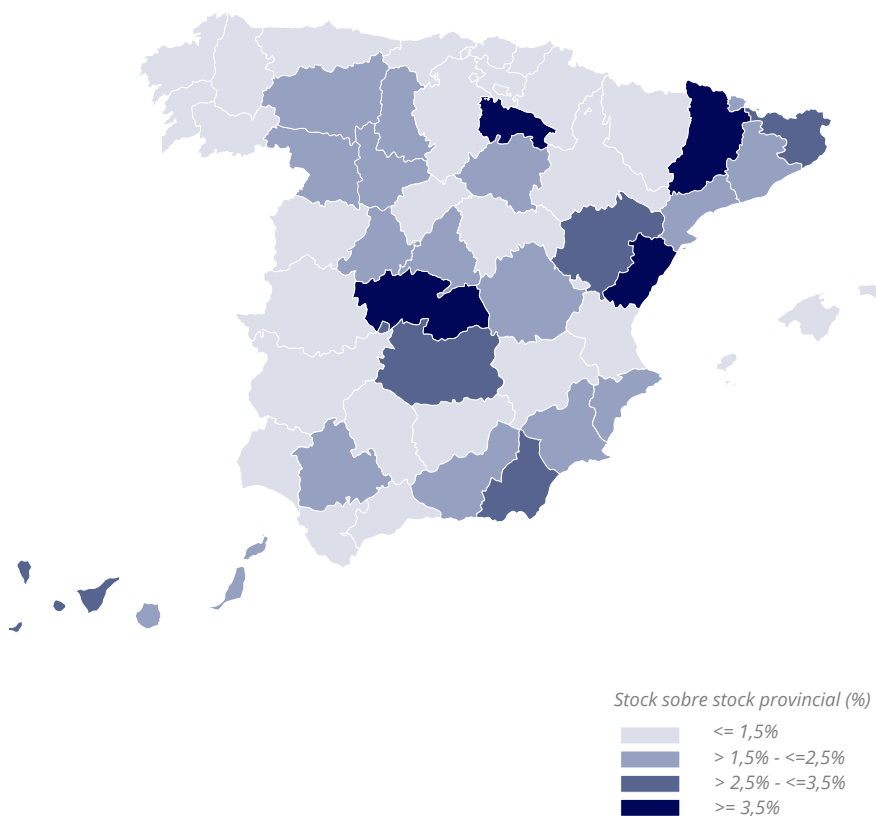 Stock sobre stock provincial (%)
<= 1,5%
> 1,5% - <=2,5%
> 2,5% - <=3,5%
>= 3,5%